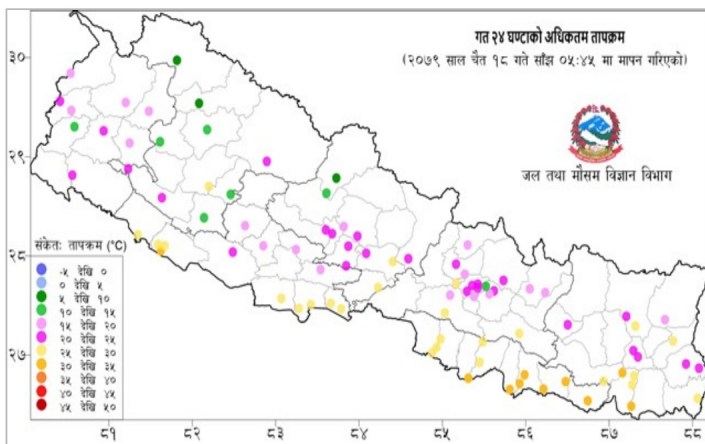 गत २४ घण्टाको अधिकतम तापक्रम
(२०७९ साल चैत १८ गते साँझ ०५:४५ मा मापन गरिएको)
३०
जल तथा मौसम विज्ञान विभाग
२९
२८
संकेत: तापक्रम (°C)
-५ देखि ०
० देखि ५
५ देखि १०
१० देखि १५
१५ देखि २०
२० देखि २५
२५ देखि ३०
३० देखि ३५
३५ देखि ४०
४० देखि ४५
४५ देखि ५०
२७
८१ ८२ ८३ ८४ ८५ ८६ ८७ ८८